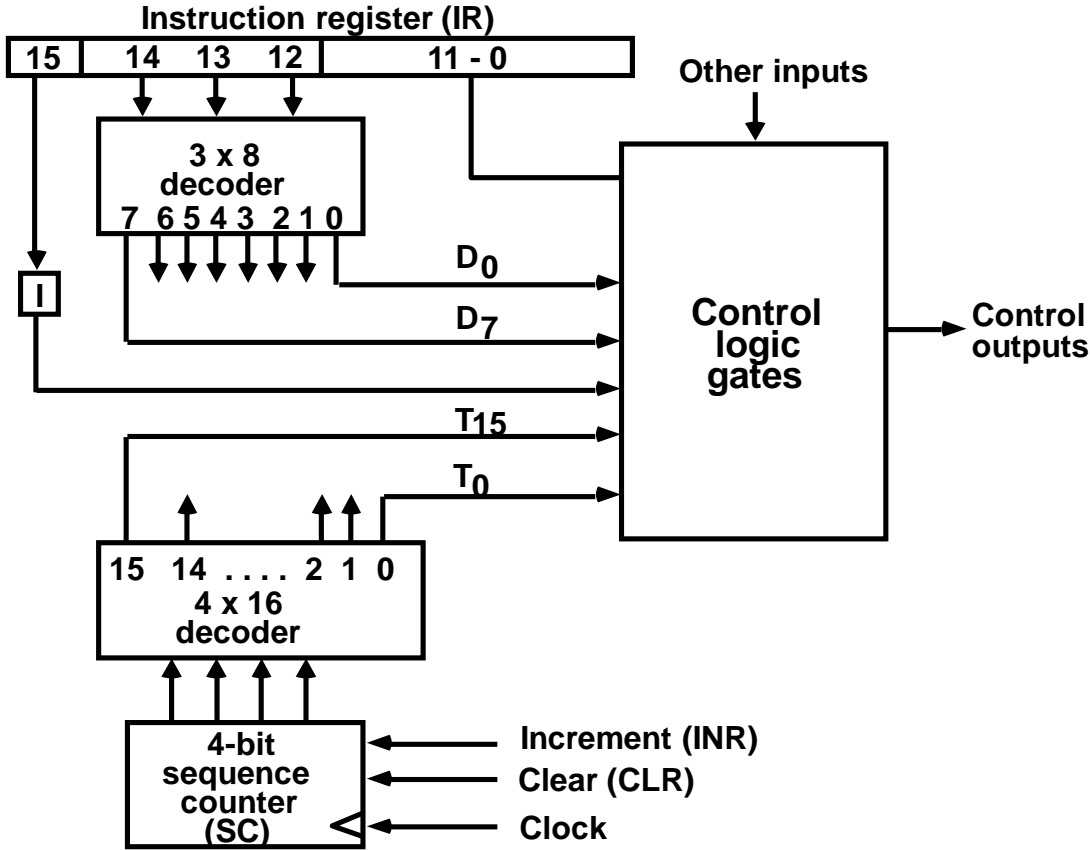 Instruction register (IR)
15 14 13 12 11 - 0
Other inputs
3 x 8
decoder
7 6 5 4 3 2 1 0
D0
I
D7
Control
logic
gates
Control
outputs
T15
T0
15 14 .... 2 1 0
4 x 16
decoder
4-bit
sequence
counter
(SC)
Increment (INR)
Clear (CLR)
Clock